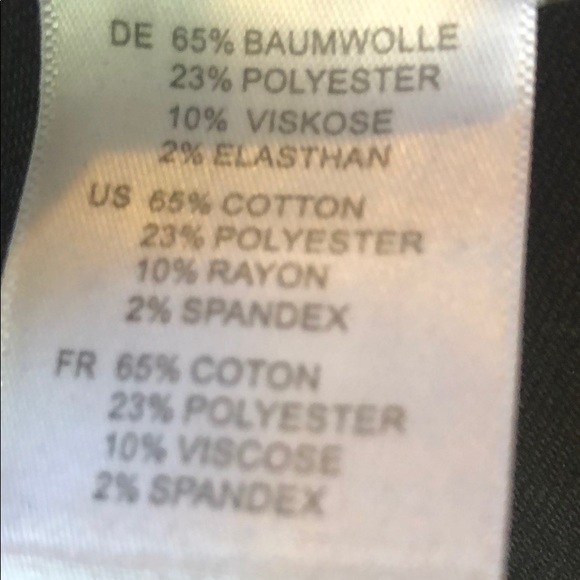 DE 65% BAUMWOLLE
23% POLYESTER
10% VISKOSE
2% ELASTHAN
US 65% COTTON
23% POLYESTER
10% RAYON
2% SPANDEX
FR 65% COTON
23% POLYESTER
10% VISCOSE
2% SPANDEX